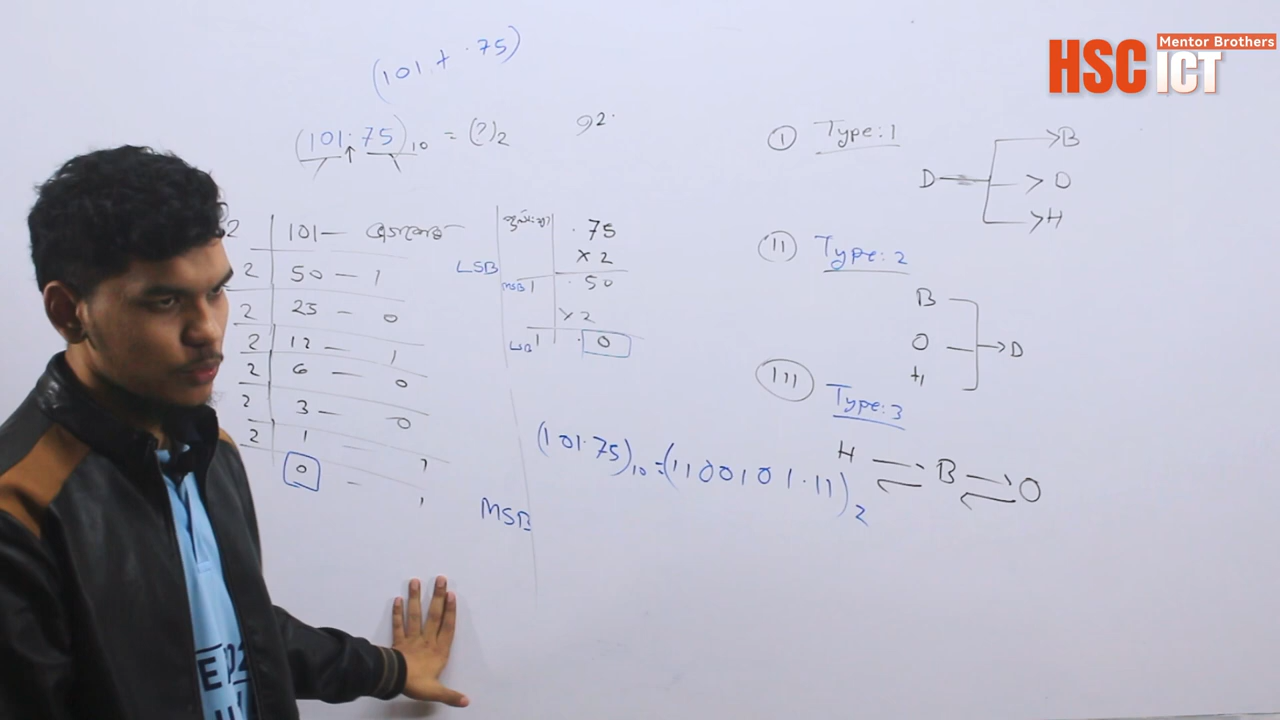 HSC ICT
Mentor Brothers
(101 + .75)
(101.75)₁₀ = (?)₂
92.
2 101 —
2 50 — 1
2 25 — 0
2 12 — 1
2 6 — 0
2 3 — 0
2 1 — 1
0 — 1
LSB
MSB
.75
×2
MSB 1 .50
×2
LSB 1 . 0
(101.75)₁₀ = (1100101.11)₂
I Type:1
D B
D
H
II Type:2
B
O D
H
III Type:3
H B O
EPZ